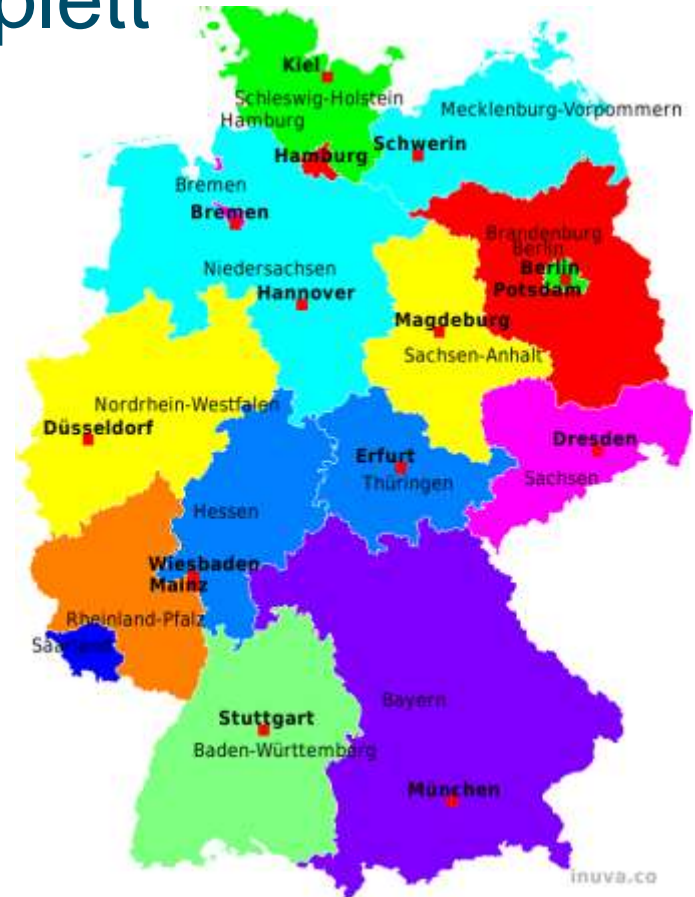 plett
Kiel
Schleswig-Holstein
Mecklenburg-Vorpommern
Hamburg
Schwerin
Hamburg
Bremen
Bremen
Brandenburg
Berlin
Niedersachsen
Berlin
Hannover
Potsdam
Magdeburg
Sachsen-Anhalt
Nordrhein-Westfalen
Düsseldorf
Dresden
Erfurt
Sachsen
Thüringen
Hessen
Wiesbaden
Mainz
Rheinland-Pfalz
Saarland
Bayern
Stuttgart
Baden-Württemberg
München
inuva.co